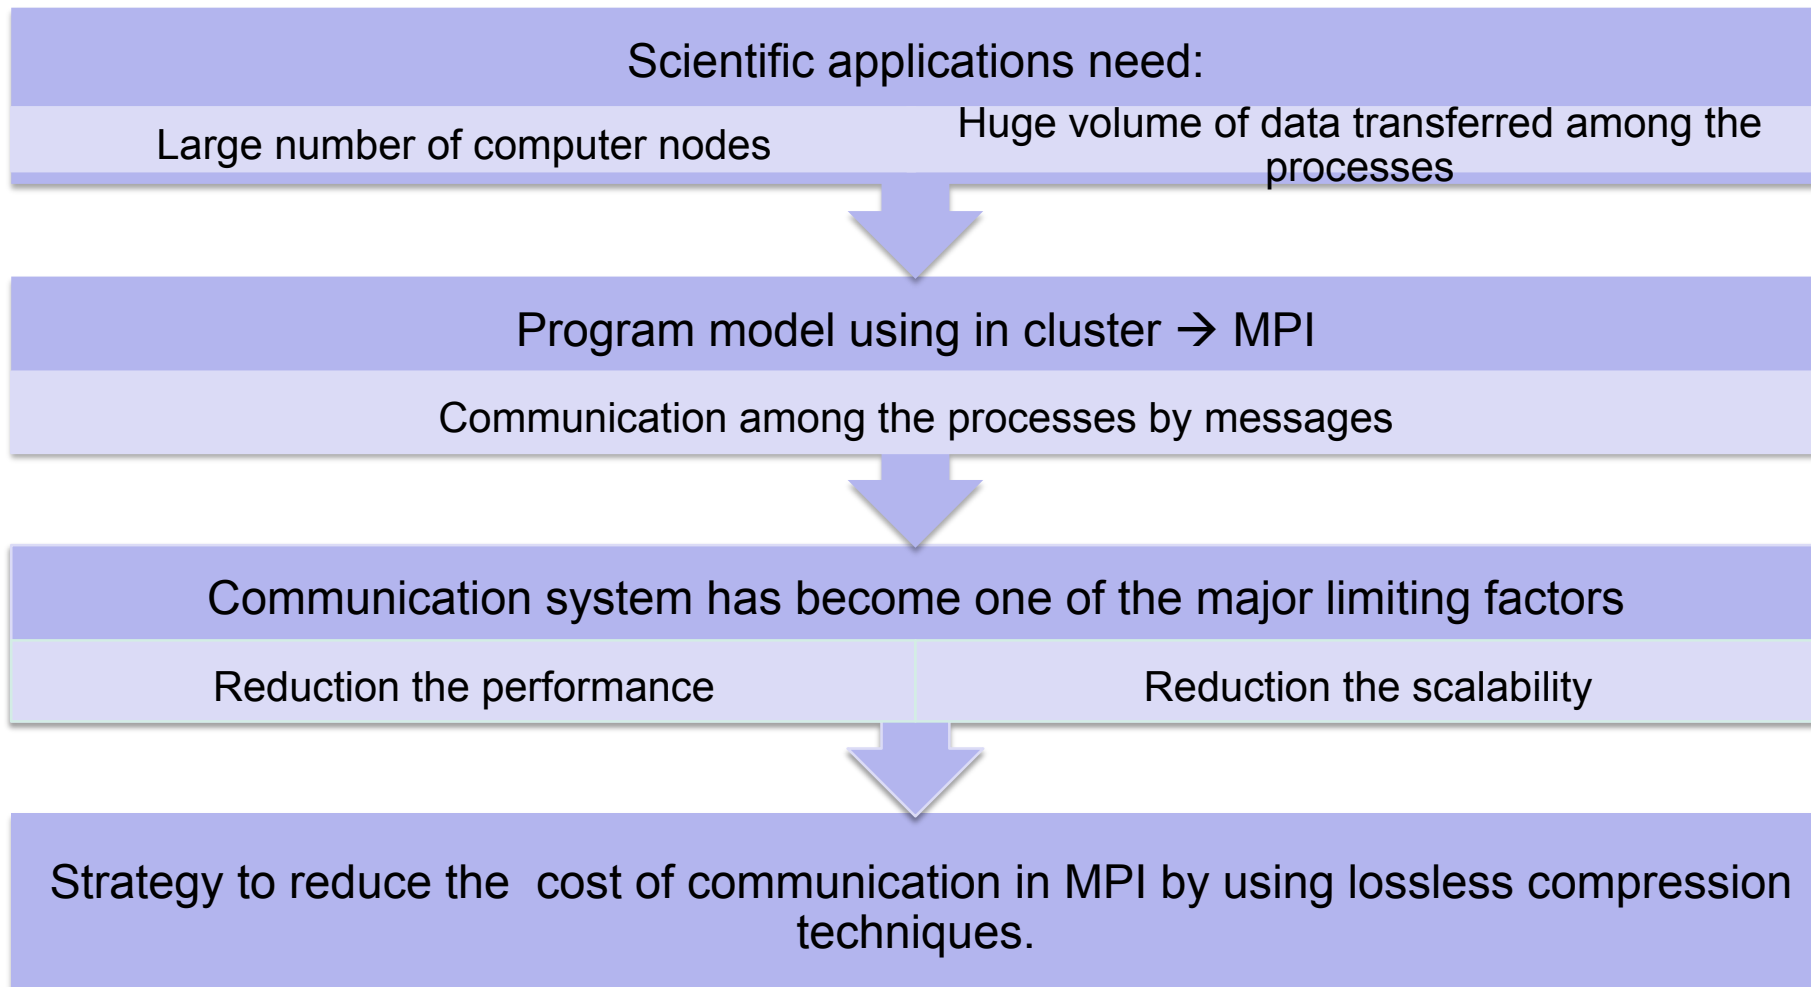 Scientific applications need:
Large number of computer nodes
Huge volume of data transferred among the
processes
Program model using in cluster → MPI
Communication among the processes by messages
Communication system has become one of the major limiting factors
Reduction the performance
Reduction the scalability
Strategy to reduce the  cost of communication in MPI by using lossless compression
techniques.